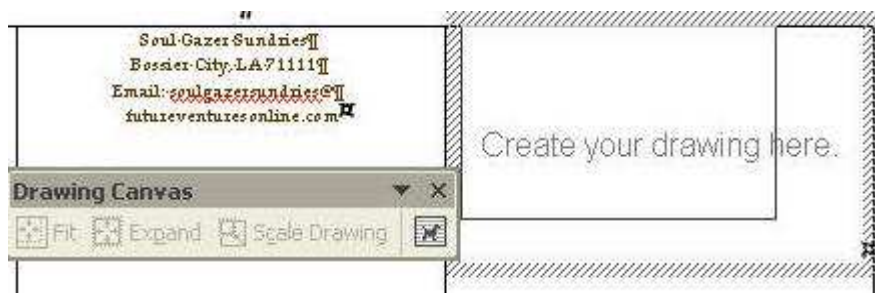 "
Soul·Gazer·Sundries¶
Bossier·City,·LA·71111¶
Email:·soulgazersundries@¶
futureventuresonline.com¤
Create your drawing here.
Drawing Canvas
Fit Expand Scale Drawing